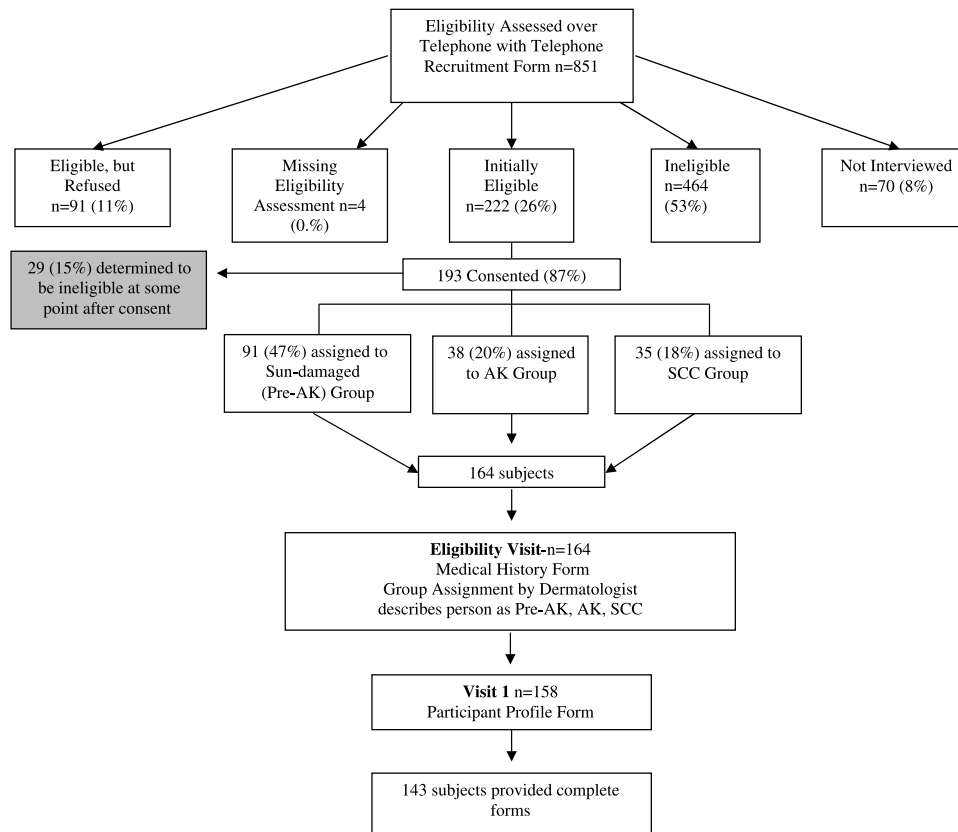 Eligibility Assessed over
Telephone with Telephone
Recruitment Form n=851
Eligible, but
Refused
n=91 (11%)
Missing
Eligibility
Assessment n=4
(0.%)
Initially
Eligible
n=222 (26%)
Ineligible
n=464
(53%)
Not Interviewed
n=70 (8%)
29 (15%) determined to
be ineligible at some
point after consent
193 Consented (87%)
91 (47%) assigned to
Sun-damaged
(Pre-AK) Group
38 (20%) assigned
to AK Group
35 (18%) assigned to
SCC Group
164 subjects
Eligibility Visit-n=164
Medical History Form
Group Assignment by Dermatologist
describes person as Pre-AK, AK, SCC
Visit 1 n=158
Participant Profile Form
143 subjects provided complete
forms